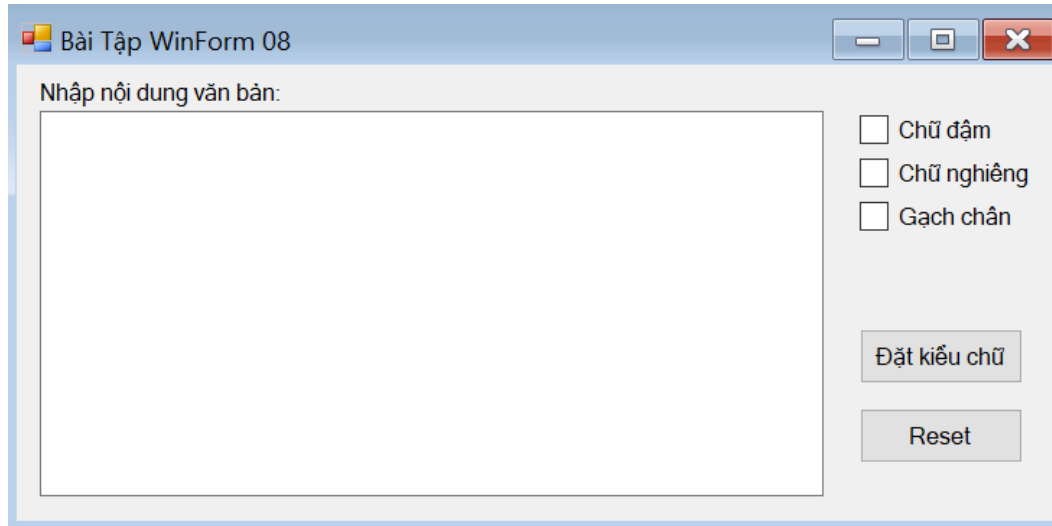 Bài Tập WinForm 08
Nhập nội dung văn bản:
Chữ đậm
Chữ nghiêng
Gạch chân
Đặt kiểu chữ
Reset